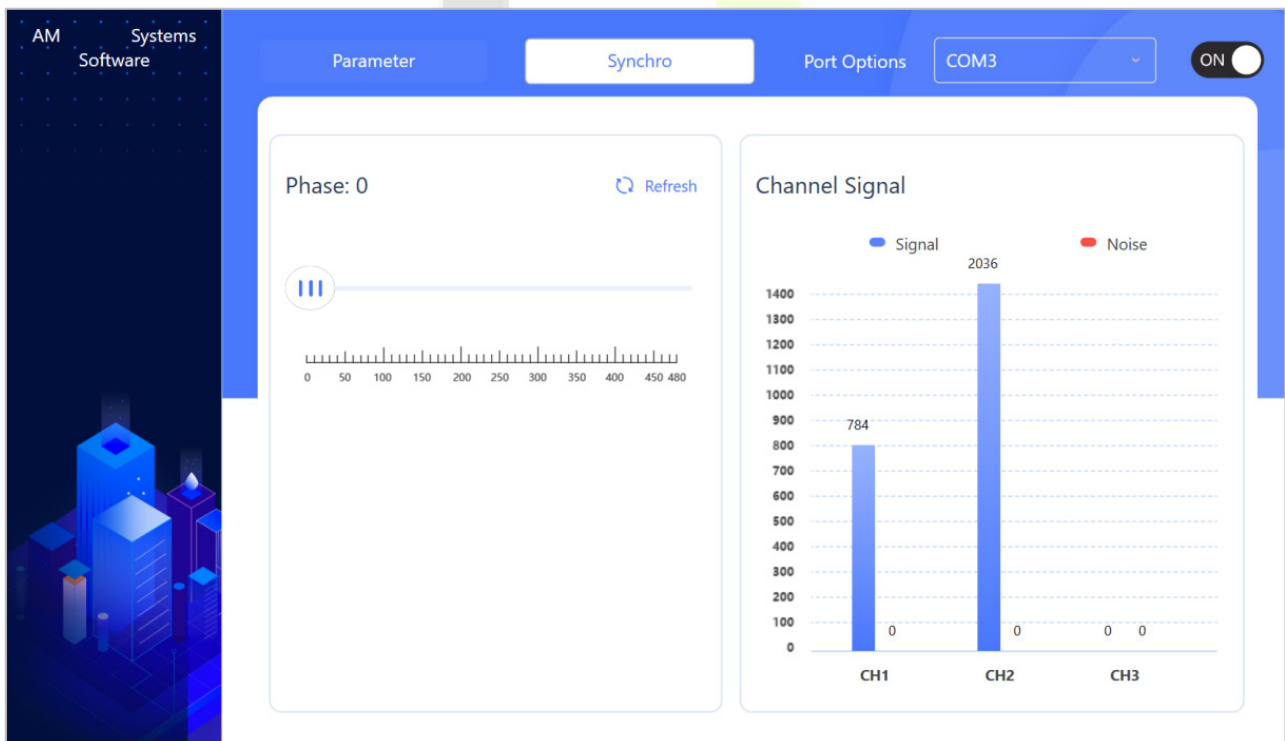 AM Systems
Software
Parameter
Synchro
Port Options
COM3
ON
Phase: 0
Refresh
0 50 100 150 200 250 300 350 400 450 480
Channel Signal
Signal
Noise
2036
1400
1300
1200
1100
1000
900
784
800
700
600
500
400
300
200
100
0 0 0 0
0
CH1 CH2 CH3